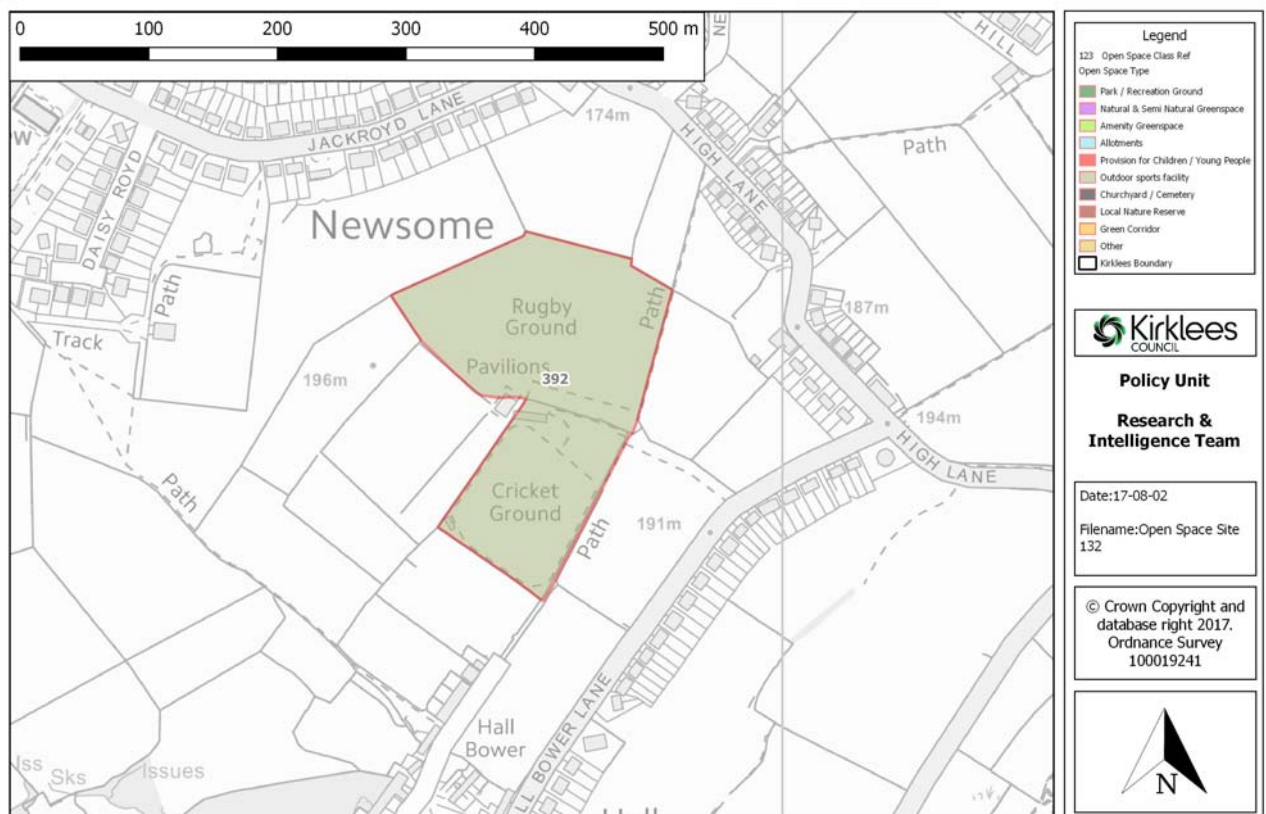 0 100 200 300 400 500 m
NE
HILL
174m
JACKROYD LANE
HIGH LANE
Path
DAISY ROYD
Newsome
Path
Rugby
Ground
Path
187m
Track
Pavilions
392
196m
194m
HIGH LANE
Path
Cricket
Ground
191m
Path
HALL BOWER LANE
Hall
Bower
Issues
Sks
Legend
123 Open Space Class Ref
Open Space Type
Park / Recreation Ground
Natural & Semi Natural Greenspace
Amenity Greenspace
Allotments
Provision for Children / Young People
Outdoor sports facility
Churchyard / Cemetery
Local Nature Reserve
Green Corridor
Other
Kirklees Boundary
Kirklees
COUNCIL
Policy Unit
Research &
Intelligence Team
Date:17-08-02
Filename:Open Space Site
132
© Crown Copyright and
database right 2017.
Ordnance Survey
100019241
N